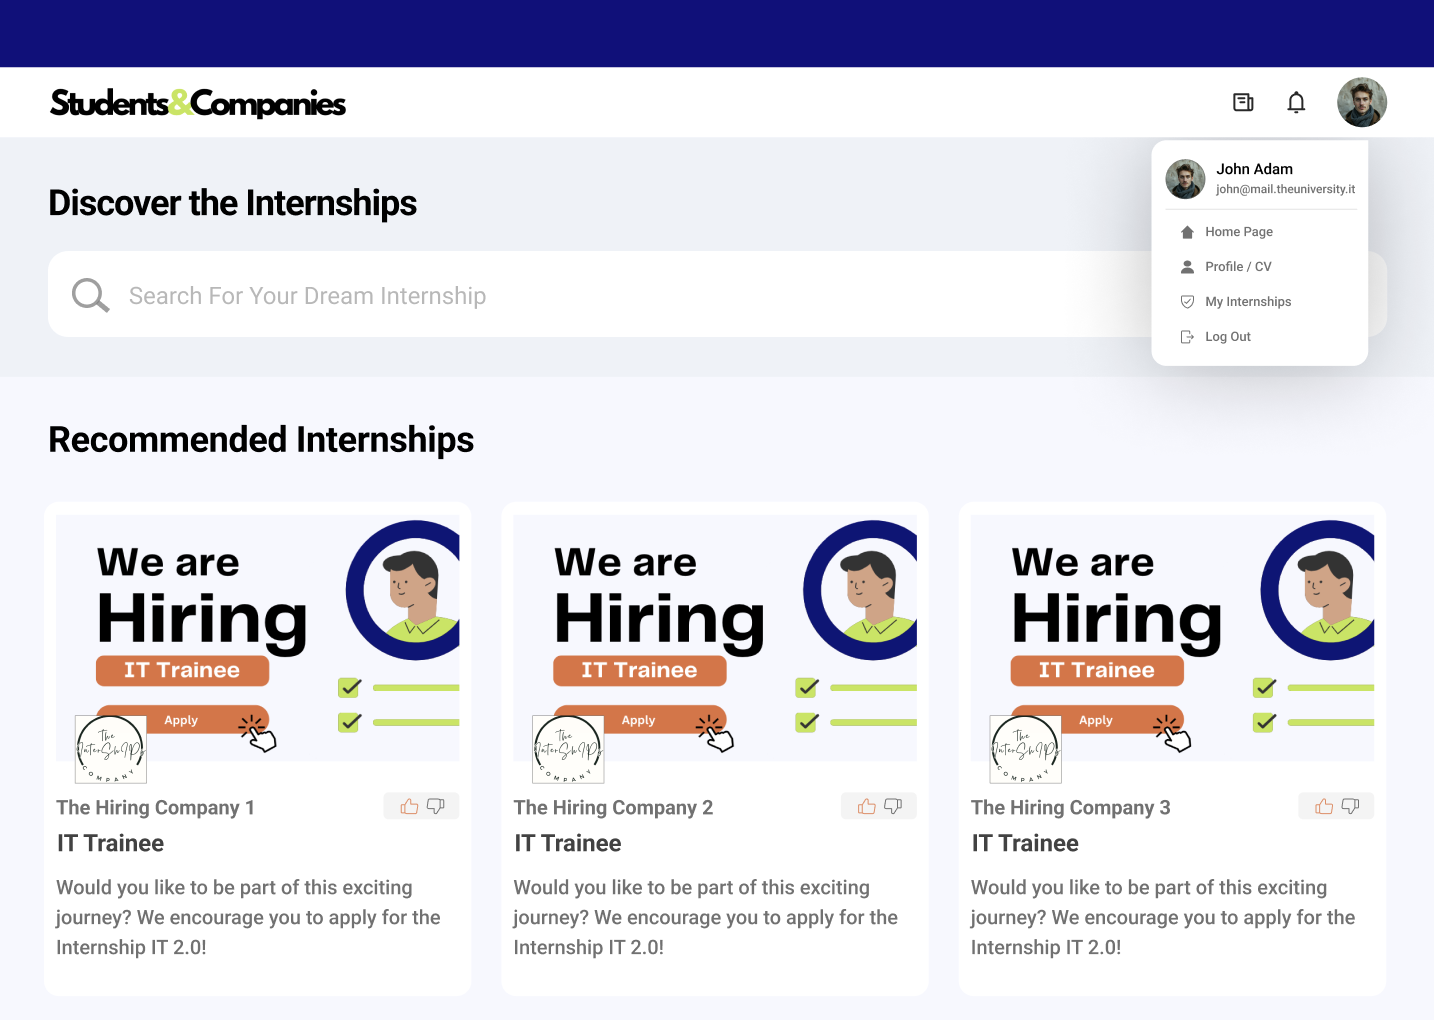 Students&Companies
John Adam
john@mail.theuniversity.it
Home Page
Profile / CV
My Internships
Log Out
Discover the Internships
Search For Your Dream Internship
Recommended Internships
We are
Hiring
IT Trainee
Apply
The
InterShIPs
COMPANY
The Hiring Company 1
IT Trainee
Would you like to be part of this exciting
journey? We encourage you to apply for the
Internship IT 2.0!
We are
Hiring
IT Trainee
Apply
The
InterShIPs
COMPANY
The Hiring Company 2
IT Trainee
Would you like to be part of this exciting
journey? We encourage you to apply for the
Internship IT 2.0!
We are
Hiring
IT Trainee
Apply
The
InterShIPs
COMPANY
The Hiring Company 3
IT Trainee
Would you like to be part of this exciting
journey? We encourage you to apply for the
Internship IT 2.0!